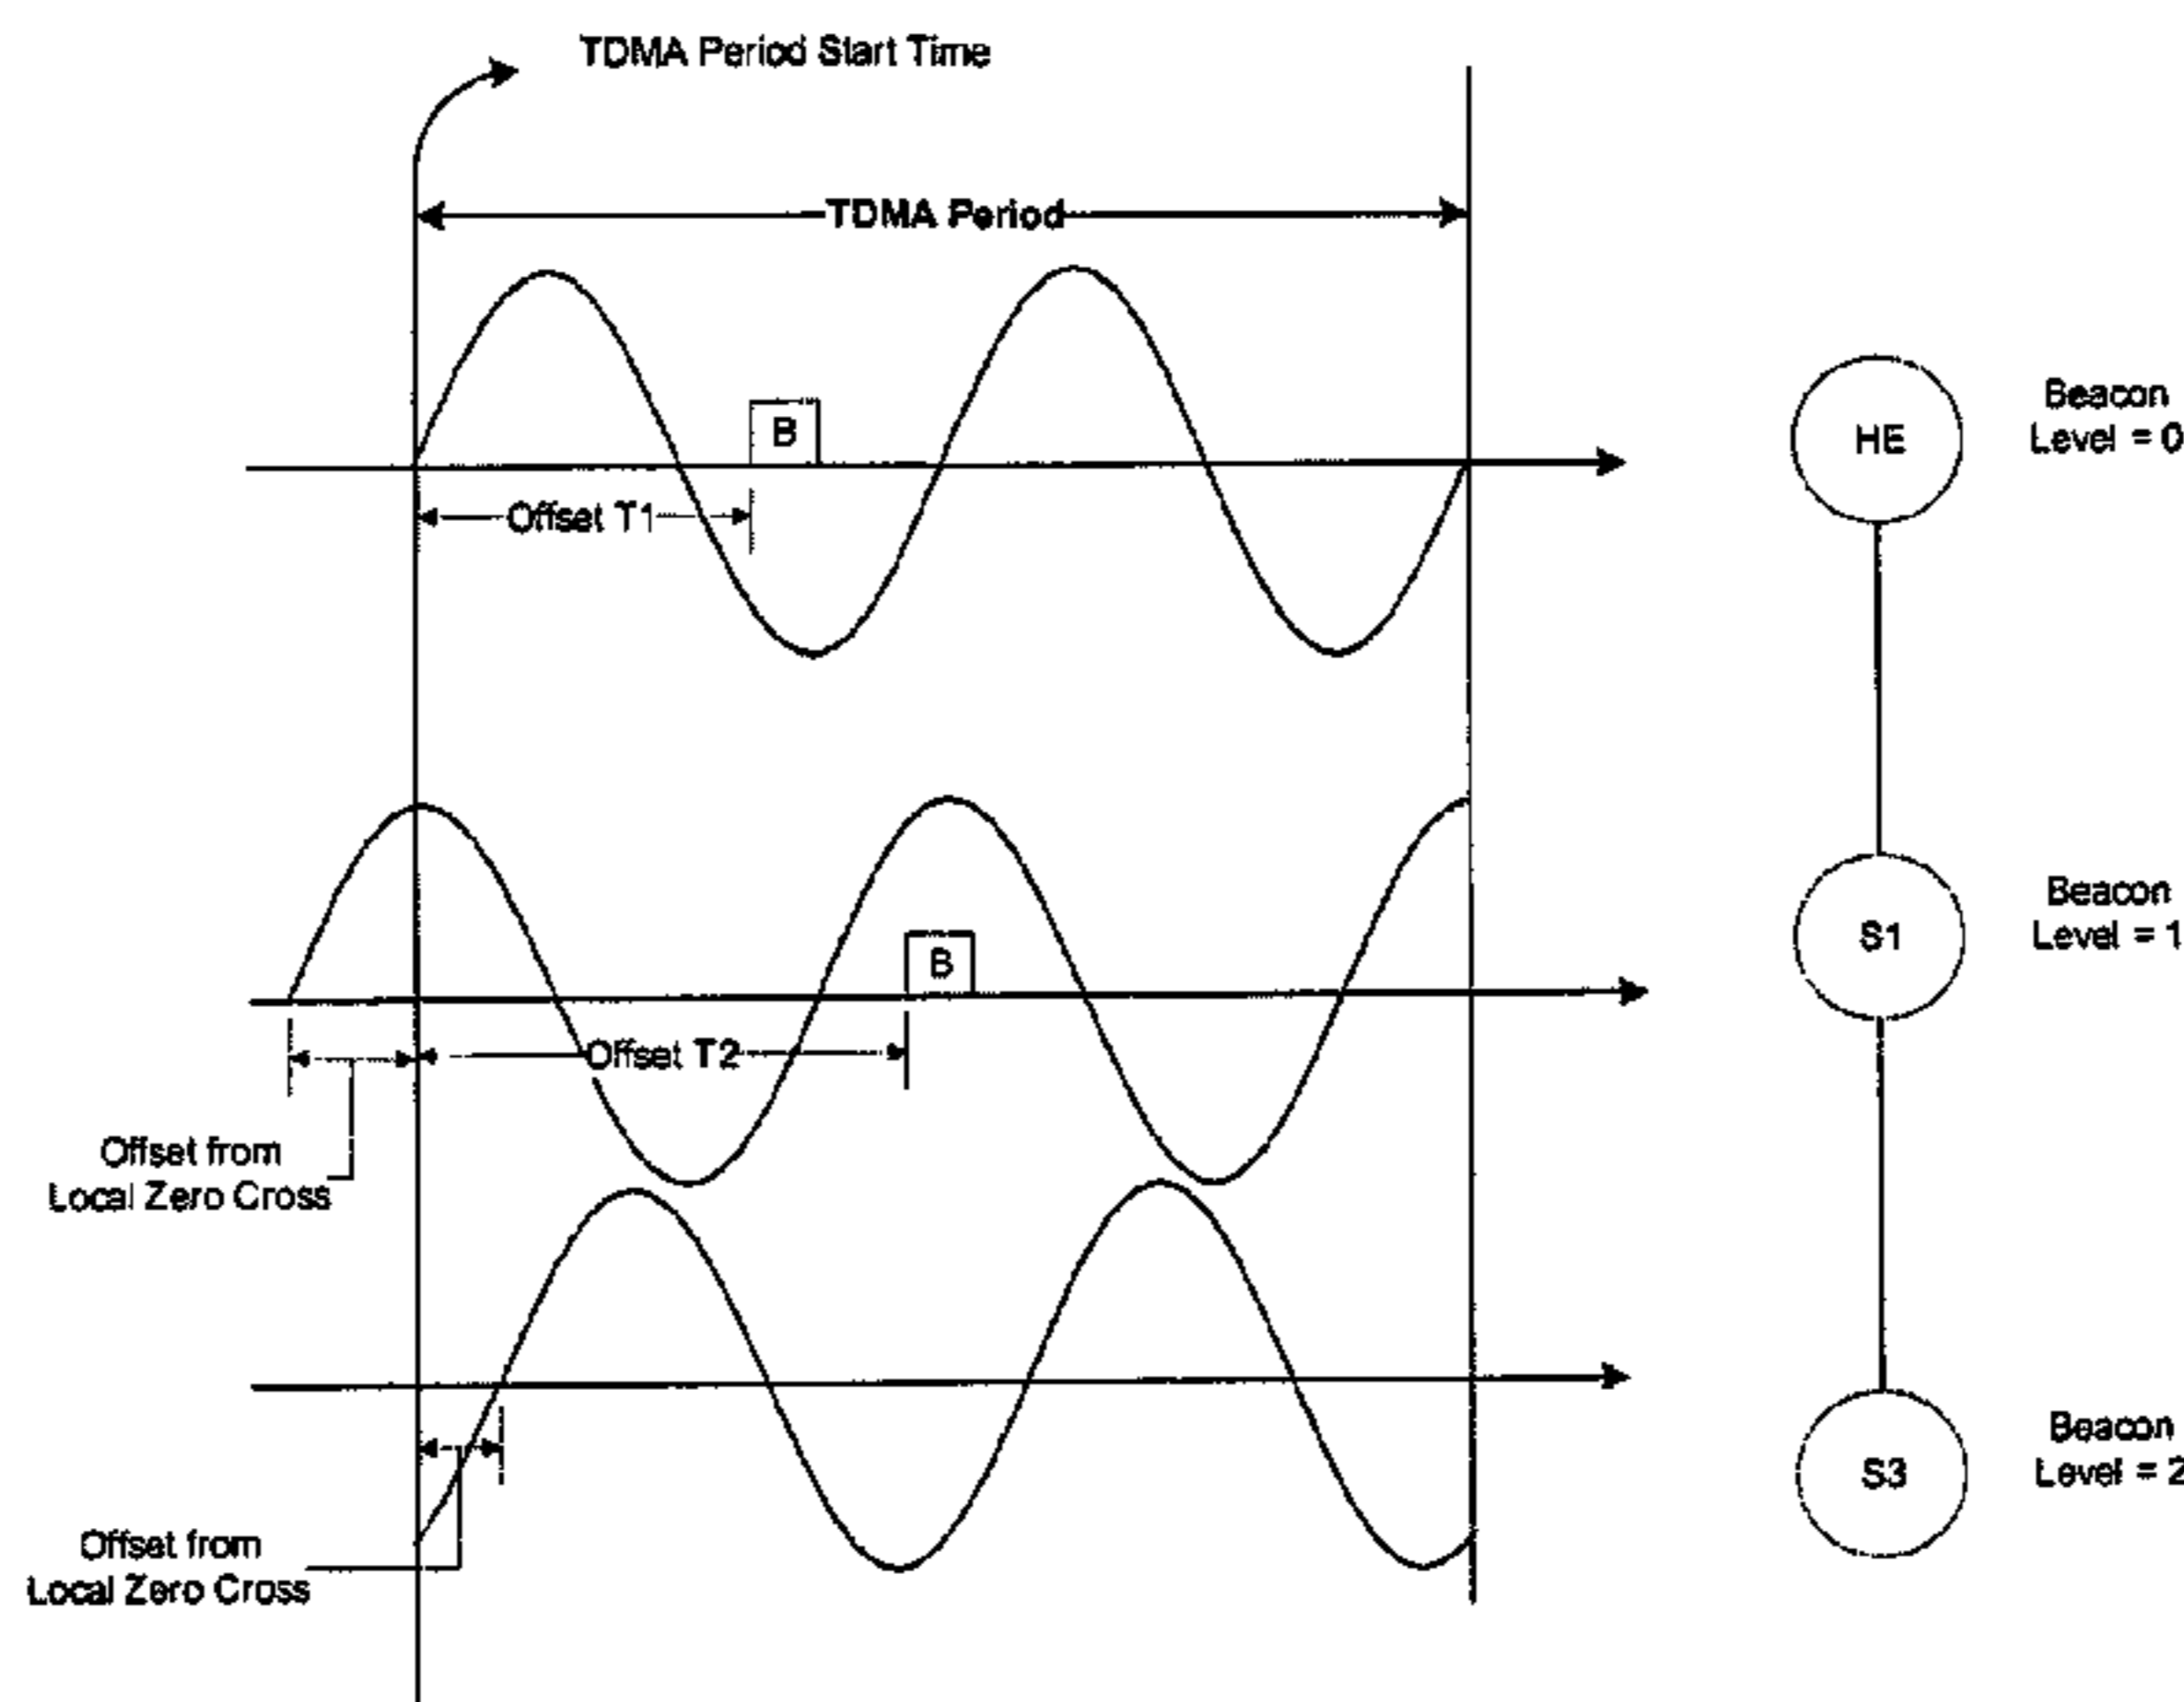 TDMA Period Start Time
TDMA Period
B
Offset T1
HE
Beacon
Level = 0
B
Offset T2
S1
Beacon
Level = 1
Offset from
Local Zero Cross
S3
Beacon
Level = 2
Offset from
Local Zero Cross